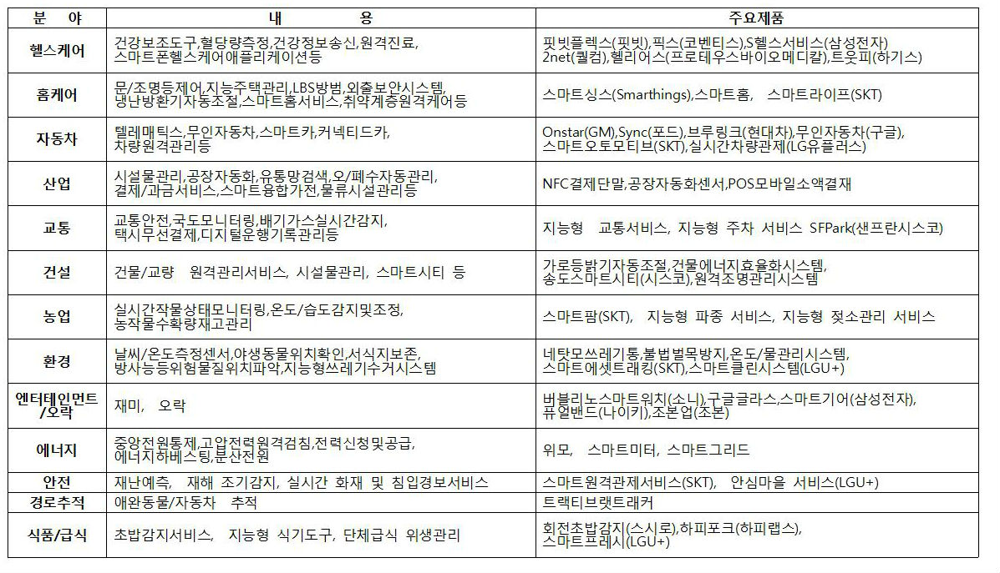 분 야 내 용 주요제품
헬스케어
건강보조도구,혈당량측정,건강정보송신,원격진료,
스마트폰헬스케어애플리케이션등
핏빗플렉스(핏빗),픽스(코벤티스),S헬스서비스(삼성전자)
2net(퀄컴),헬리어스(프로테우스바이오메디칼),트윗피(하기스)
홈케어
문/조명등제어,지능주택관리,LBS방범,외출보안시스템,
냉난방환기자동조절,스마트홈서비스,취약계층원격케어등
스마트싱스(Smarthings),스마트홈, 스마트라이프(SKT)
자동차
텔레매틱스,무인자동차,스마트카,커넥티드카,
차량원격관리등
Onstar(GM),Sync(포드),브루링크(현대차),무인자동차(구글),
스마트오토모티브(SKT),실시간차량관제(LG유플러스)
산업
시설물관리,공장자동화,유통망검색,오/폐수자동관리,
결제/과금서비스,스마트융합가전,물류시설관리등
NFC결제단말,공장자동화센서,POS모바일소액결재
교통
교통안전,국도모니터링,배기가스실시간감지,
택시무선결제,디지털운행기록관리등
지능형 교통서비스, 지능형 주차 서비스 SFPark(샌프란시스코)
건설
건물/교량 원격관리서비스, 시설물관리, 스마트시티 등
가로등밝기자동조절,건물에너지효율화시스템,
송도스마트시티(시스코),원격조명관리시스템
농업
실시간작물상태모니터링,온도/습도감지및조정,
농작물수확량재고관리
스마트팜(SKT), 지능형 파종 서비스, 지능형 젖소관리 서비스
환경
날씨/온도측정센서,야생동물위치확인,서식지보존,
방사능등위험물질위치파악,지능형쓰레기수거시스템
네탓모쓰레기통,불법벌목방지,온도/물관리시스템,
스마트에셋트래킹(SKT),스마트클린시스템(LGU+)
엔터테인먼트
/오락
재미, 오락
버블리노스마트워치(소니),구글글라스,스마트기어(삼성전자),
퓨얼밴드(나이키),조본업(조본)
에너지
중앙전원통제,고압전력원격검침,전력신청및공급,
에너지하베스팅,분산전원
위모, 스마트미터, 스마트그리드
안전
재난예측, 재해 조기감지, 실시간 화재 및 침입경보서비스
스마트원격관제서비스(SKT), 안심마을 서비스(LGU+)
경로추적
애완동물/자동차 추적
트랙티브랫트래커
식품/급식
초밥감지서비스, 지능형 식기도구, 단체급식 위생관리
회전초밥감지(스시로),하피포크(하피랩스),
스마트프레시(LGU+)